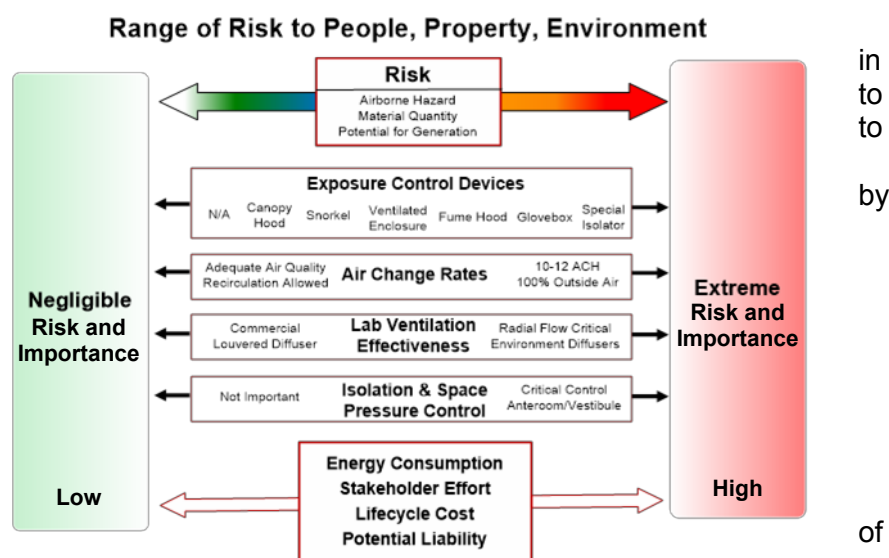 Range of Risk to People, Property, Environment
in
to
to
by
of
Risk
Airborne Hazard
Material Quantity
Potential for Generation
Exposure Control Devices
N/A
Canopy
Hood
Snorkel
Ventilated
Enclosure
Fume Hood
Glovebox
Special
Isolator
Adequate Air Quality
Recirculation Allowed
Air Change Rates
10-12 ACH
100% Outside Air
Commercial
Louvered Diffuser
Lab Ventilation
Effectiveness
Radial Flow Critical
Environment Diffusers
Not Important
Isolation & Space
Pressure Control
Critical Control
Anteroom/Vestibule
Negligible
Risk and
Importance
Low
Extreme
Risk and
Importance
High
Energy Consumption
Stakeholder Effort
Lifecycle Cost
Potential Liability